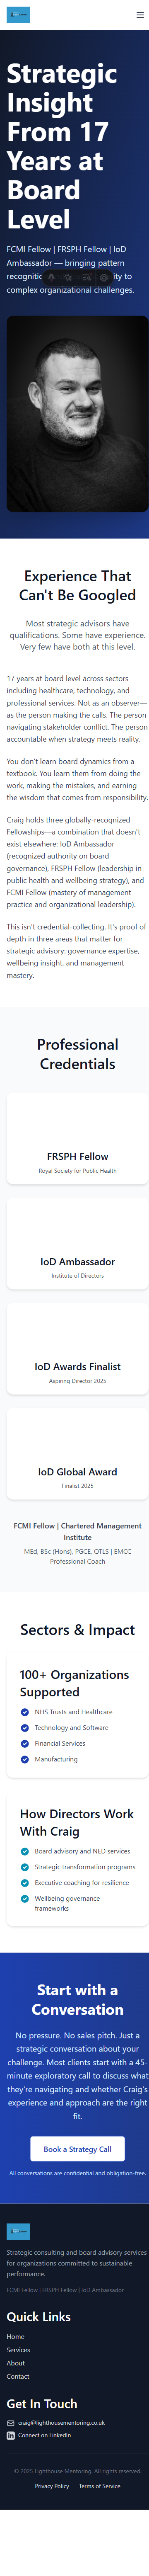 Strategic
Insight
From 17
Years at
Board
Level
FCMI Fellow | FRSPH Fellow | IoD
Ambassador — bringing pattern
recognition to
complex organizational challenges.
Experience That
Can't Be Googled
Most strategic advisors have
qualifications. Some have experience.
Very few have both at this level.
17 years at board level across sectors
including healthcare, technology, and
professional services. Not as an observer—
as the person making the calls. The person
navigating stakeholder conflict. The person
accountable when strategy meets reality.
You don't learn board dynamics from a
textbook. You learn them from doing the
work, making the mistakes, and earning
the wisdom that comes from responsibility.
Craig holds three globally-recognized
Fellowships—a combination that doesn't
exist elsewhere: IoD Ambassador
(recognized authority on board
governance), FRSPH Fellow (leadership in
public health and wellbeing strategy), and
FCMI Fellow (mastery of management
practice and organizational leadership).
This isn't credential-collecting. It's proof of
depth in three areas that matter for
strategic advisory: governance expertise,
wellbeing insight, and management
mastery.
Professional
Credentials
FRSPH Fellow
Royal Society for Public Health
IoD Ambassador
Institute of Directors
IoD Awards Finalist
Aspiring Director 2025
IoD Global Award
Finalist 2025
FCMI Fellow | Chartered Management
Institute
MEd, BSc (Hons), PGCE, QTLS | EMCC
Professional Coach
Sectors & Impact
100+ Organizations
Supported
NHS Trusts and Healthcare
Technology and Software
Financial Services
Manufacturing
How Directors Work
With Craig
Board advisory and NED services
Strategic transformation programs
Executive coaching for resilience
Wellbeing governance
frameworks
Start with a
Conversation
No pressure. No sales pitch. Just a
strategic conversation about your
challenge. Most clients start with a 45-
minute exploratory call to discuss what
they're navigating and whether Craig's
experience and approach are the right
fit.
Book a Strategy Call
All conversations are confidential and obligation-free.
Strategic consulting and board advisory services
for organizations committed to sustainable
performance.
FCMI Fellow | FRSPH Fellow | IoD Ambassador
Quick Links
Home
Services
About
Contact
Get In Touch
craig@lighthousementoring.co.uk
Connect on LinkedIn
© 2025 Lighthouse Mentoring. All rights reserved.
Privacy Policy Terms of Service